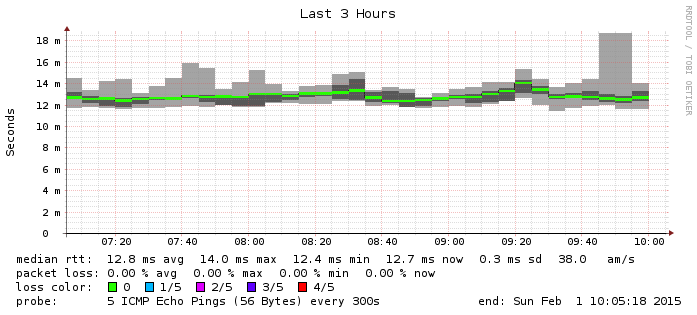 Last 3 Hours
RRDTOOL / TOBI OETIKER
Seconds
18 m
16 m
14 m
12 m
10 m
8 m
6 m
4 m
2 m
0
07:20 07:40 08:00 08:20 08:40 09:00 09:20 09:40 10:00
median rtt: 12.8 ms avg 14.0 ms max 12.4 ms min 12.7 ms now 0.3 ms sd 38.0 am/s
packet loss: 0.00 % avg 0.00 % max 0.00 % min 0.00 % now
loss color: 0 1/5 2/5 3/5 4/5
probe: 5 ICMP Echo Pings (56 Bytes) every 300s end: Sun Feb 1 10:05:18 2015